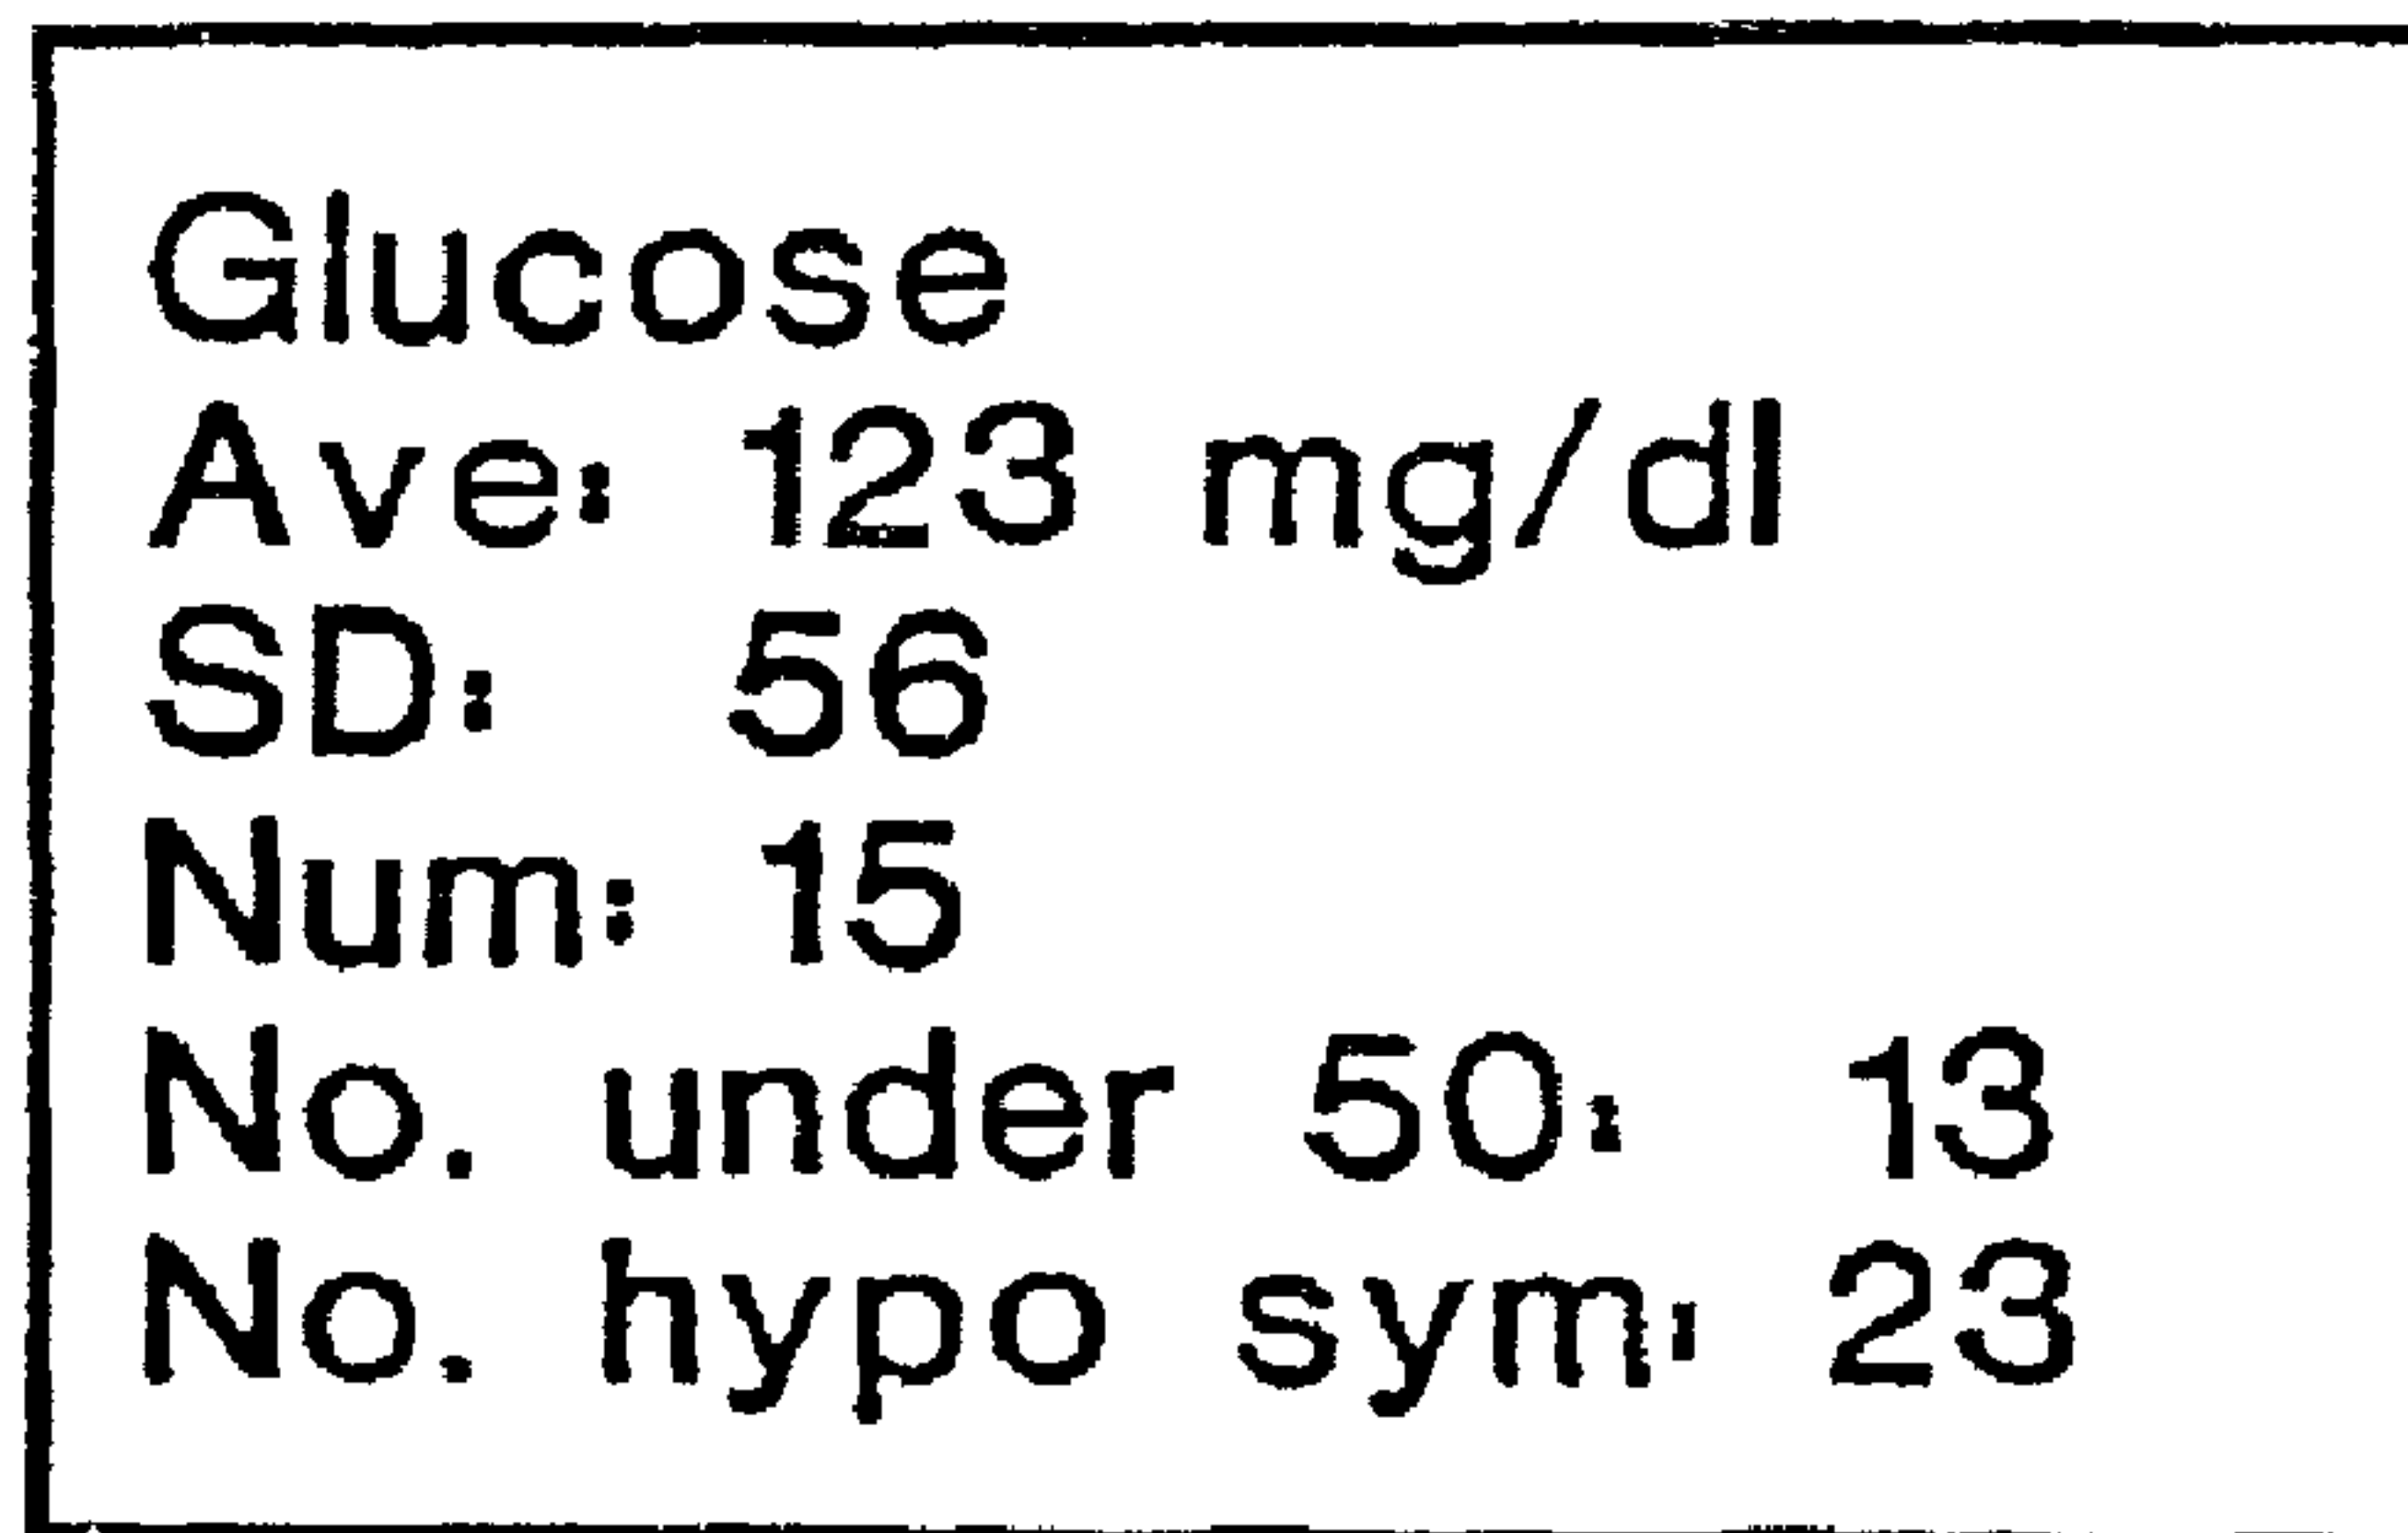 Glucose
Ave: 123 mg/dl
SD: 56
Num: 15
No. under 50: 13
No. hypo sym: 23